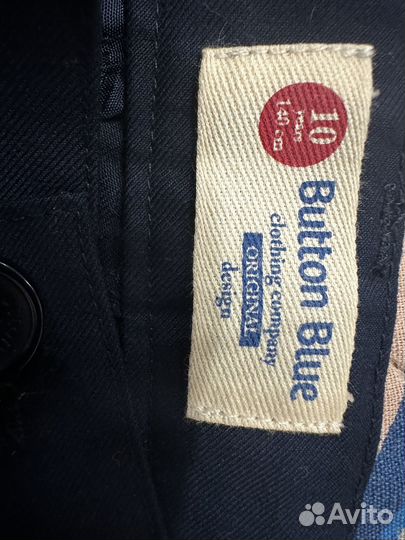 10
years
140 cm
Button Blue
clothing company
ORIGINAL
design
Avito